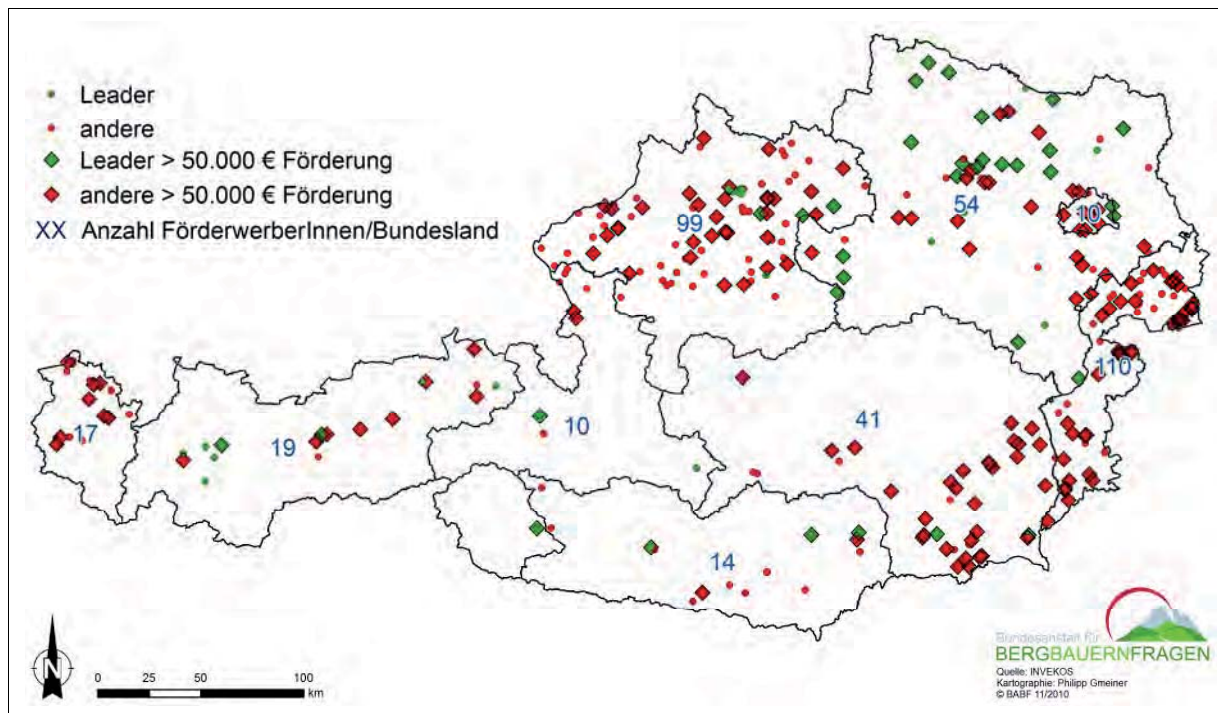 Leader
andere
Leader > 50.000 € Förderung
andere > 50.000 € Förderung
XX Anzahl FörderwerberInnen/Bundesland
54
10
99
110
17
19
10
41
14
N
0 25 50 100
km
Bundesanstalt für
BERGBAUERNFRAGEN
Quelle: INVEKOS
Kartographie: Philipp Gmeiner
© BABF 11/2010